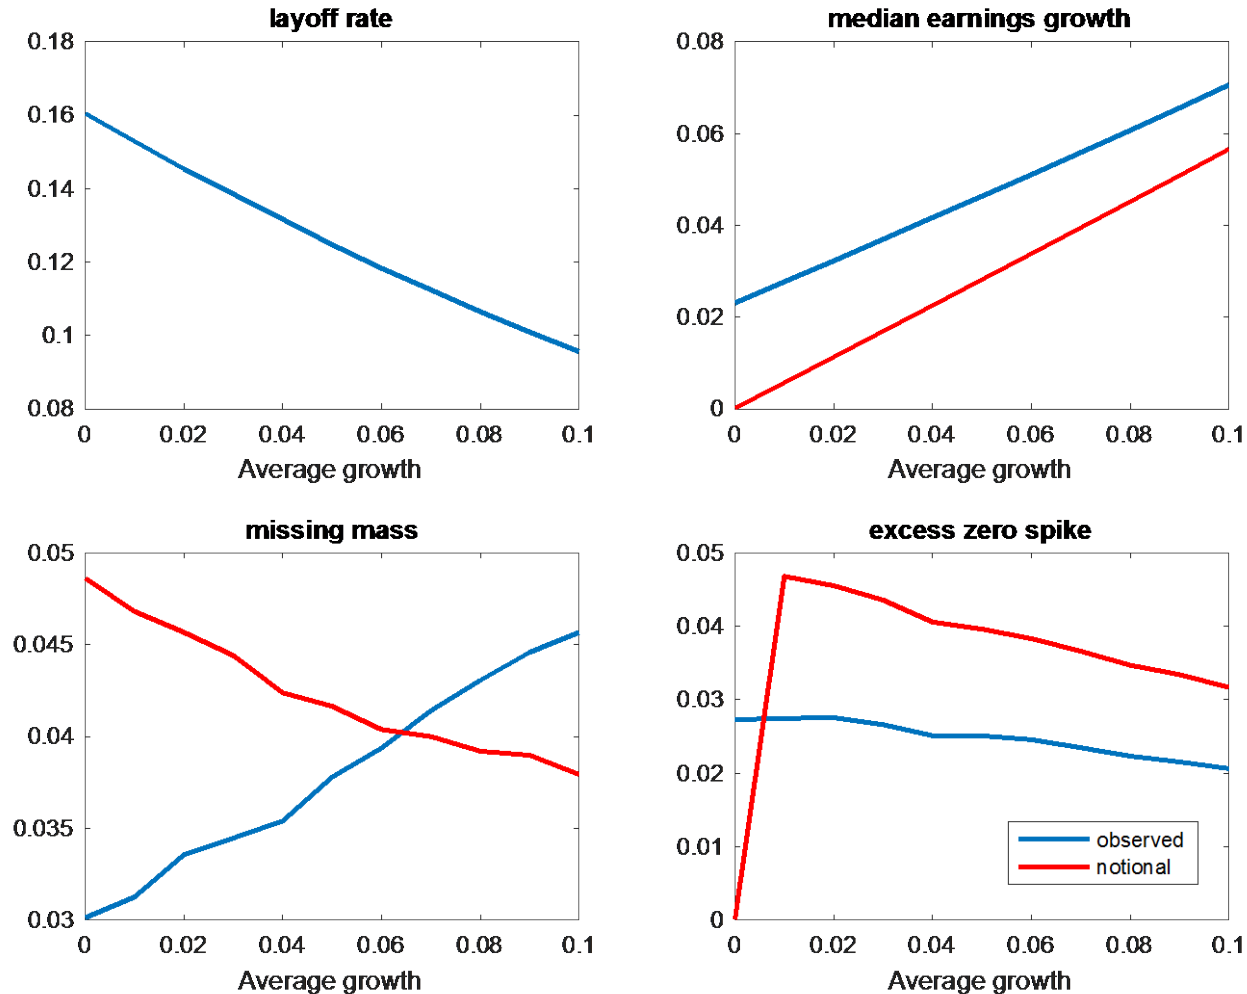 layoff rate
0.18
0.16
0.14
0.12
0.1
0.08
0 0.02 0.04 0.06 0.08 0.1
Average growth
median earnings growth
0.08
0.06
0.04
0.02
0
0 0.02 0.04 0.06 0.08 0.1
Average growth
missing mass
0.05
0.045
0.04
0.035
0.03
0 0.02 0.04 0.06 0.08 0.1
Average growth
excess zero spike
0.05
0.04
0.03
0.02
0.01
0
0 0.02 0.04 0.06 0.08 0.1
Average growth
observed
notional